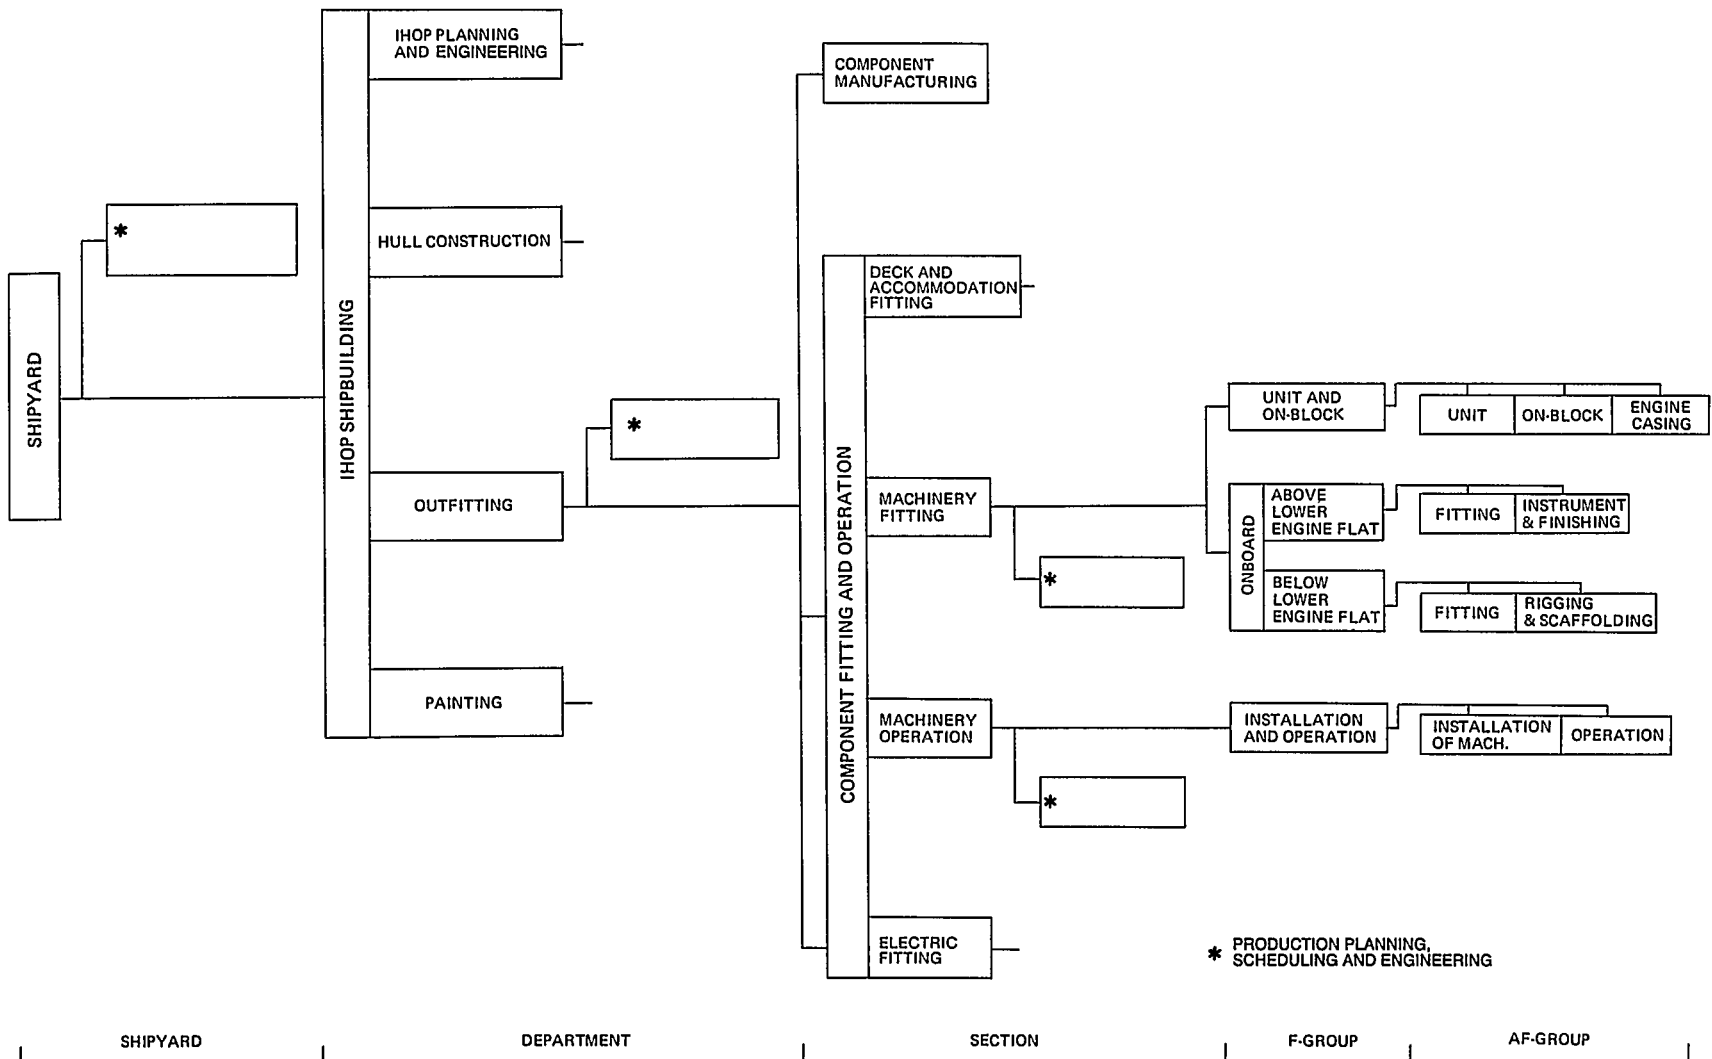 SHIPYARD
*
IHOP SHIPBUILDING
IHOP PLANNING
AND ENGINEERING
HULL CONSTRUCTION
OUTFITTING
PAINTING
*
COMPONENT
MANUFACTURING
COMPONENT FITTING AND OPERATION
DECK AND
ACCOMMODATION
FITTING
MACHINERY
FITTING
*
MACHINERY
OPERATION
*
ELECTRIC
FITTING
UNIT AND
ON-BLOCK
UNIT
ON-BLOCK
ENGINE
CASING
ONBOARD
ABOVE
LOWER
ENGINE FLAT
FITTING
INSTRUMENT
& FINISHING
BELOW
LOWER
ENGINE FLAT
FITTING
RIGGING
& SCAFFOLDING
INSTALLATION
AND OPERATION
INSTALLATION
OF MACH.
OPERATION
* PRODUCTION PLANNING,
SCHEDULING AND ENGINEERING
SHIPYARD
DEPARTMENT
SECTION
F-GROUP
AF-GROUP